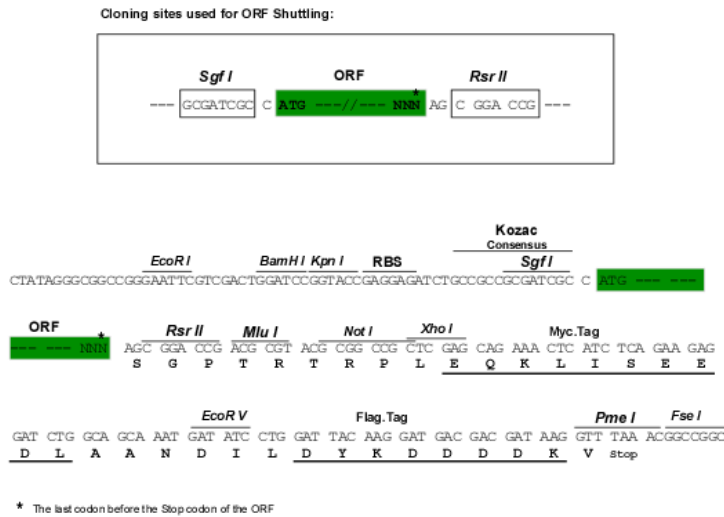 Cloning sites used for ORF Shuttling:
Sgf I ORF Rsr II
--- GCGATCGC C ATG ---//--- NNN* AG C GGA CCG ---
Kozac
Consensus
EcoR I BamH I Kpn I RBS Sgf I
CTATAGGGCGGCCGGGAATTCGTCGACTGGATCCGGTACCGAGGAGATCTGCCGCCGCGATCGC C ATG --- ---
ORF Rsr II Mlu I Not I Xho I Myc.Tag
--- --- NNN* AGC GGA CCG ACG CGT ACG CGG CCG CTC GAG CAG AAA CTC ATC TCA GAA GAG
S G P T R T R P L E Q K L I S E E
EcoR V Flag.Tag Pme I Fse I
GAT CTG GCA GCA AAT GAT ATC CTG GAT TAC AAG GAT GAC GAC GAT AAG GTT TAA ACGGCCGGC
D L A A N D I L D Y K D D D D K V Stop
* The last codon before the Stop codon of the ORF